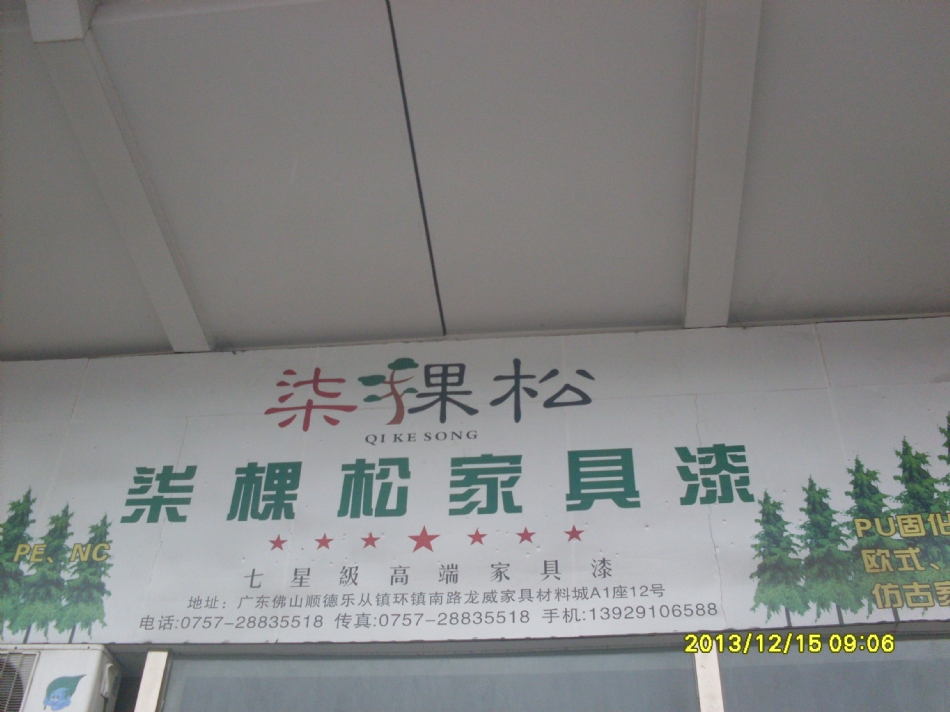 柒棵松
QI KE SONG
柒棵松家具漆
七星級高端家具漆
地址：广东佛山顺德乐从镇环镇南路龙威家具材料城A1座12号
电话:0757-28835518 传真:0757-28835518 手机:13929106588
PE、NC
PU固化
欧式、
仿古
2013/12/15 09:06